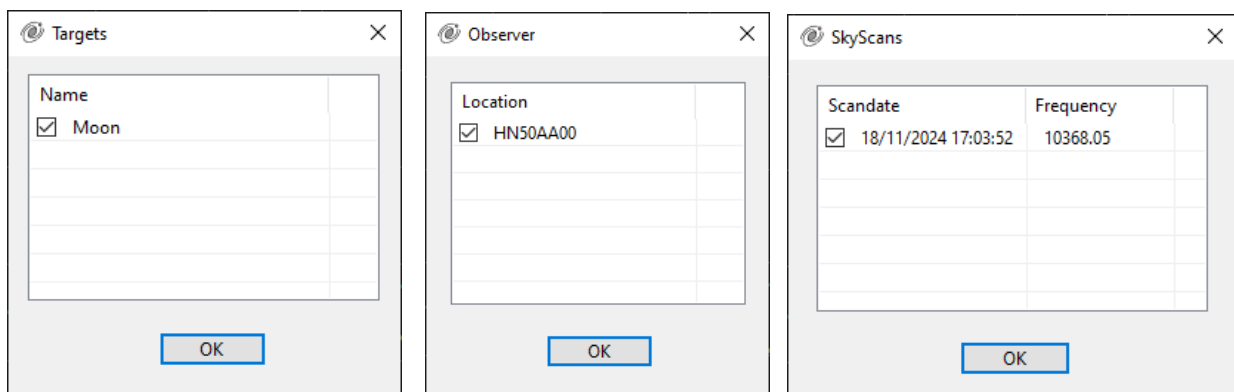 Targets
Name
Moon
OK
Observer
Location
HN50AA00
OK
SkyScans
Scandate Frequency
18/11/2024 17:03:52 10368.05
OK